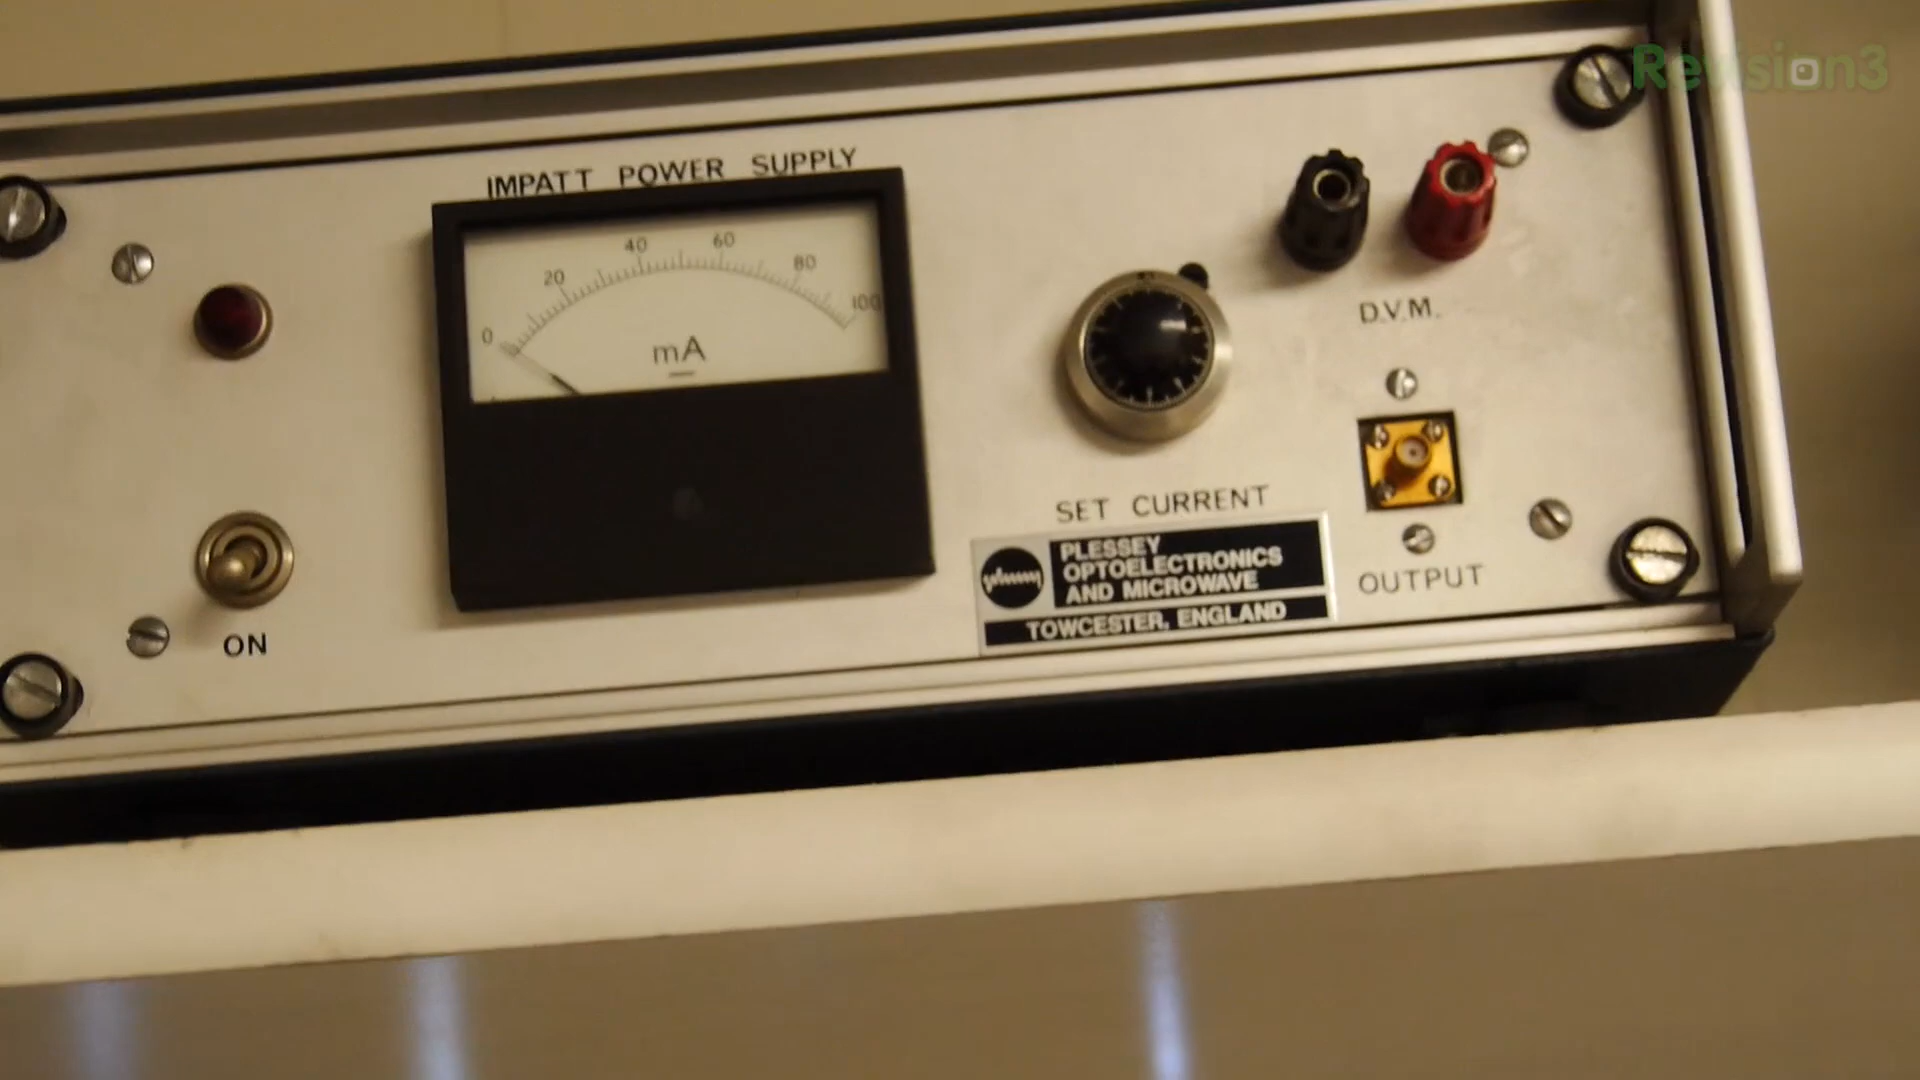 Revision3
IMPATT POWER SUPPLY
0 20 40 60 80 100
mA
D.V.M.
ON
SET CURRENT
OUTPUT
plessey
PLESSEY
OPTOELECTRONICS
AND MICROWAVE
TOWCESTER, ENGLAND